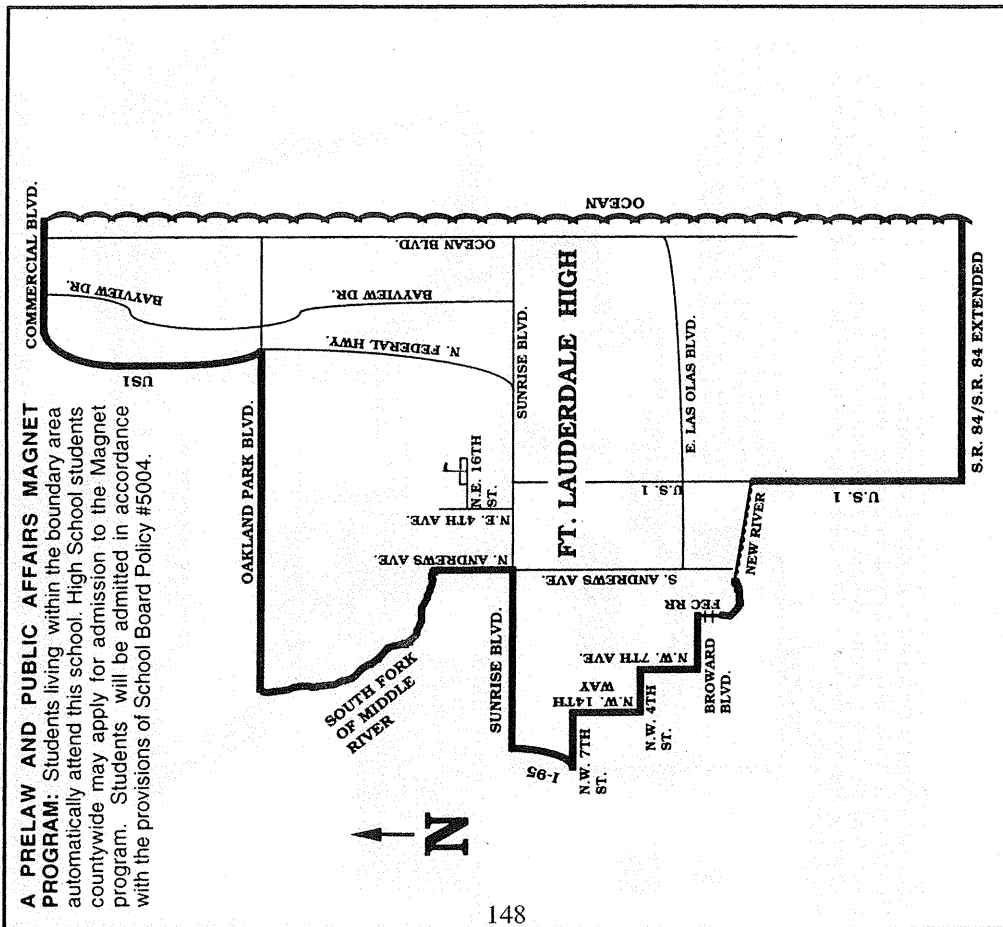 A PRELAW AND PUBLIC AFFAIRS MAGNET
PROGRAM: Students living within the boundary area
automatically attend this school. High School students
countywide may apply for admission to the Magnet
program. Students will be admitted in accordance
with the provisions of School Board Policy #5004.
COMMERCIAL BLVD.
BAYVIEW DR.
US1
OCEAN
OCEAN BLVD.
BAYVIEW DR.
N. FEDERAL HWY.
OAKLAND PARK BLVD.
N.E. 16TH
ST.
N.E. 4TH AVE.
N. ANDREWS AVE.
SOUTH FORK
OF MIDDLE
RIVER
SUNRISE BLVD.
SUNRISE BLVD.
FT. LAUDERDALE HIGH
E. LAS OLAS BLVD.
U.S. 1
S. ANDREWS AVE.
I-95
N.W. 7TH
ST.
N.W. 14TH
WAY
N.W. 4TH
ST.
N.W. 7TH AVE.
BROWARD
BLVD.
FEC RR
NEW RIVER
U.S. 1
S.R. 84/S.R. 84 EXTENDED
N
148